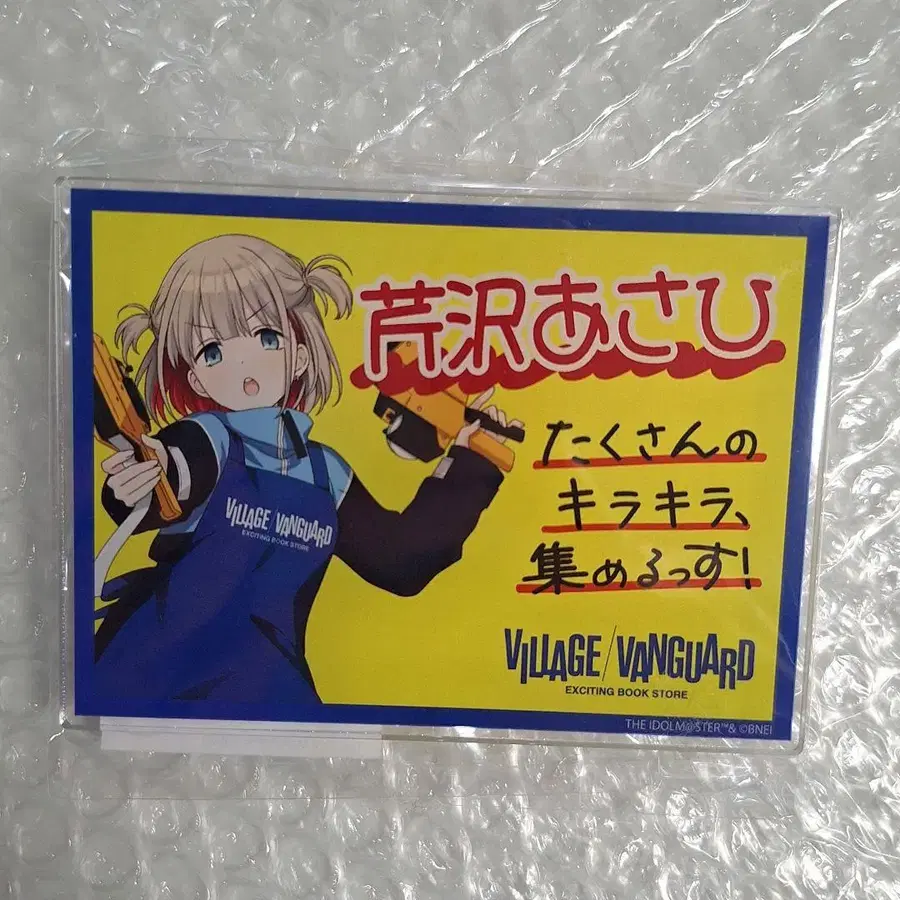 芹沢あさひ
たくさんの
キラキラ、
集めるっす!
VILLAGE/VANGUARD
EXCITING BOOK STORE
VILLAGE/VANGUARD
EXCITING BOOK STORE
THE IDOLM@STER™& ©BNEI